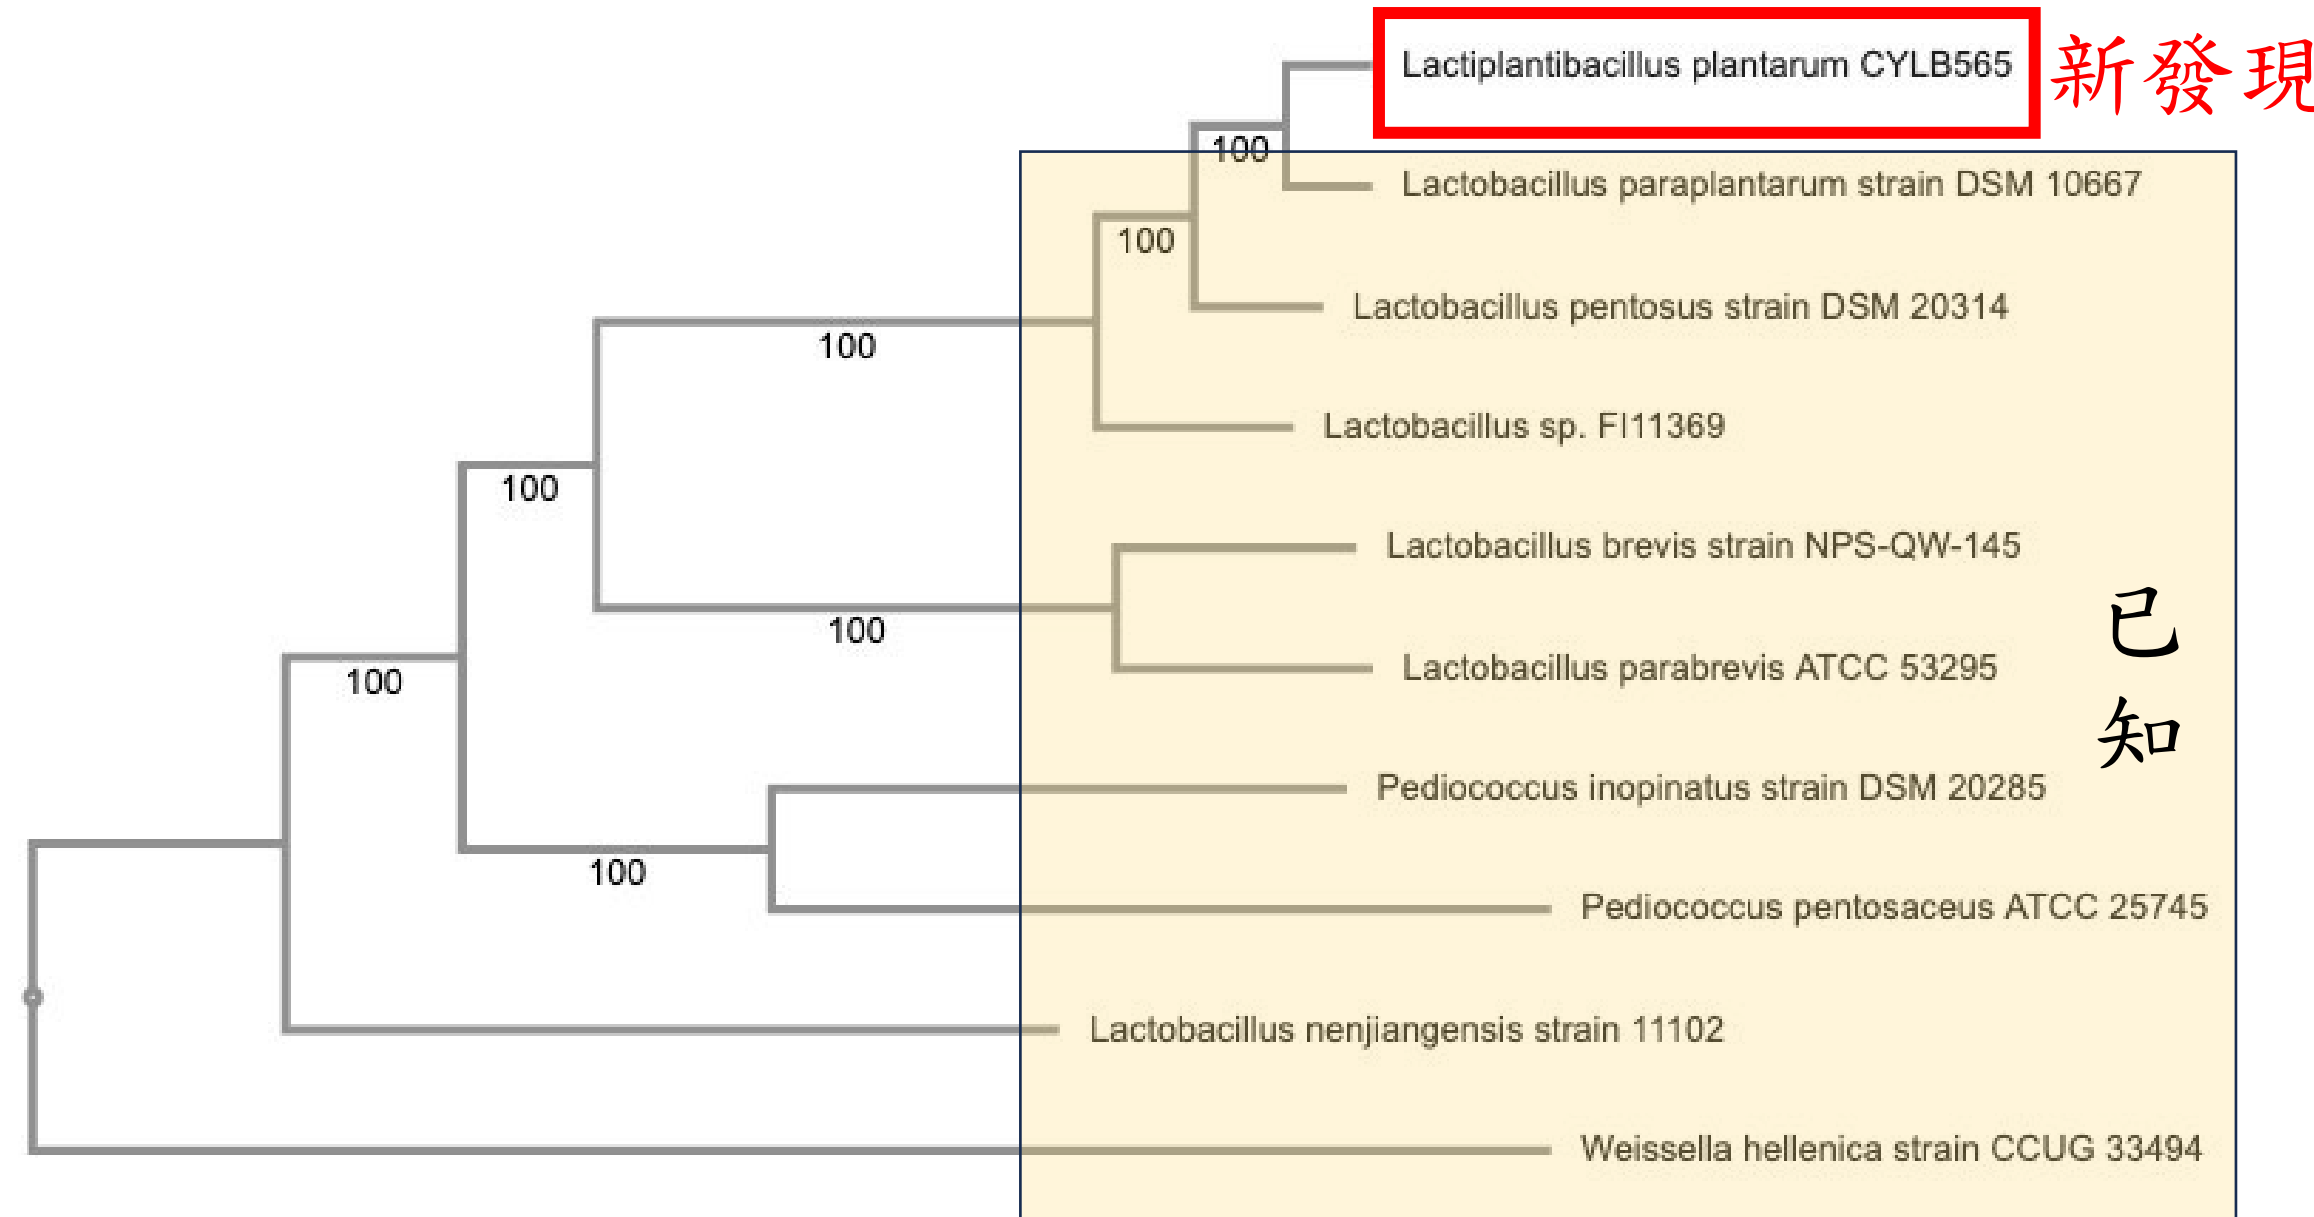 Lactiplantibacillus plantarum CYLB565
新發現
100
Lactobacillus paraplantarum strain DSM 10667
100
Lactobacillus pentosus strain DSM 20314
100
Lactobacillus sp. FI11369
100
Lactobacillus brevis strain NPS-QW-145
已知
100
Lactobacillus parabrevis ATCC 53295
100
Pediococcus inopinatus strain DSM 20285
100
Pediococcus pentosaceus ATCC 25745
Lactobacillus nenjiangensis strain 11102
Weissella hellenica strain CCUG 33494